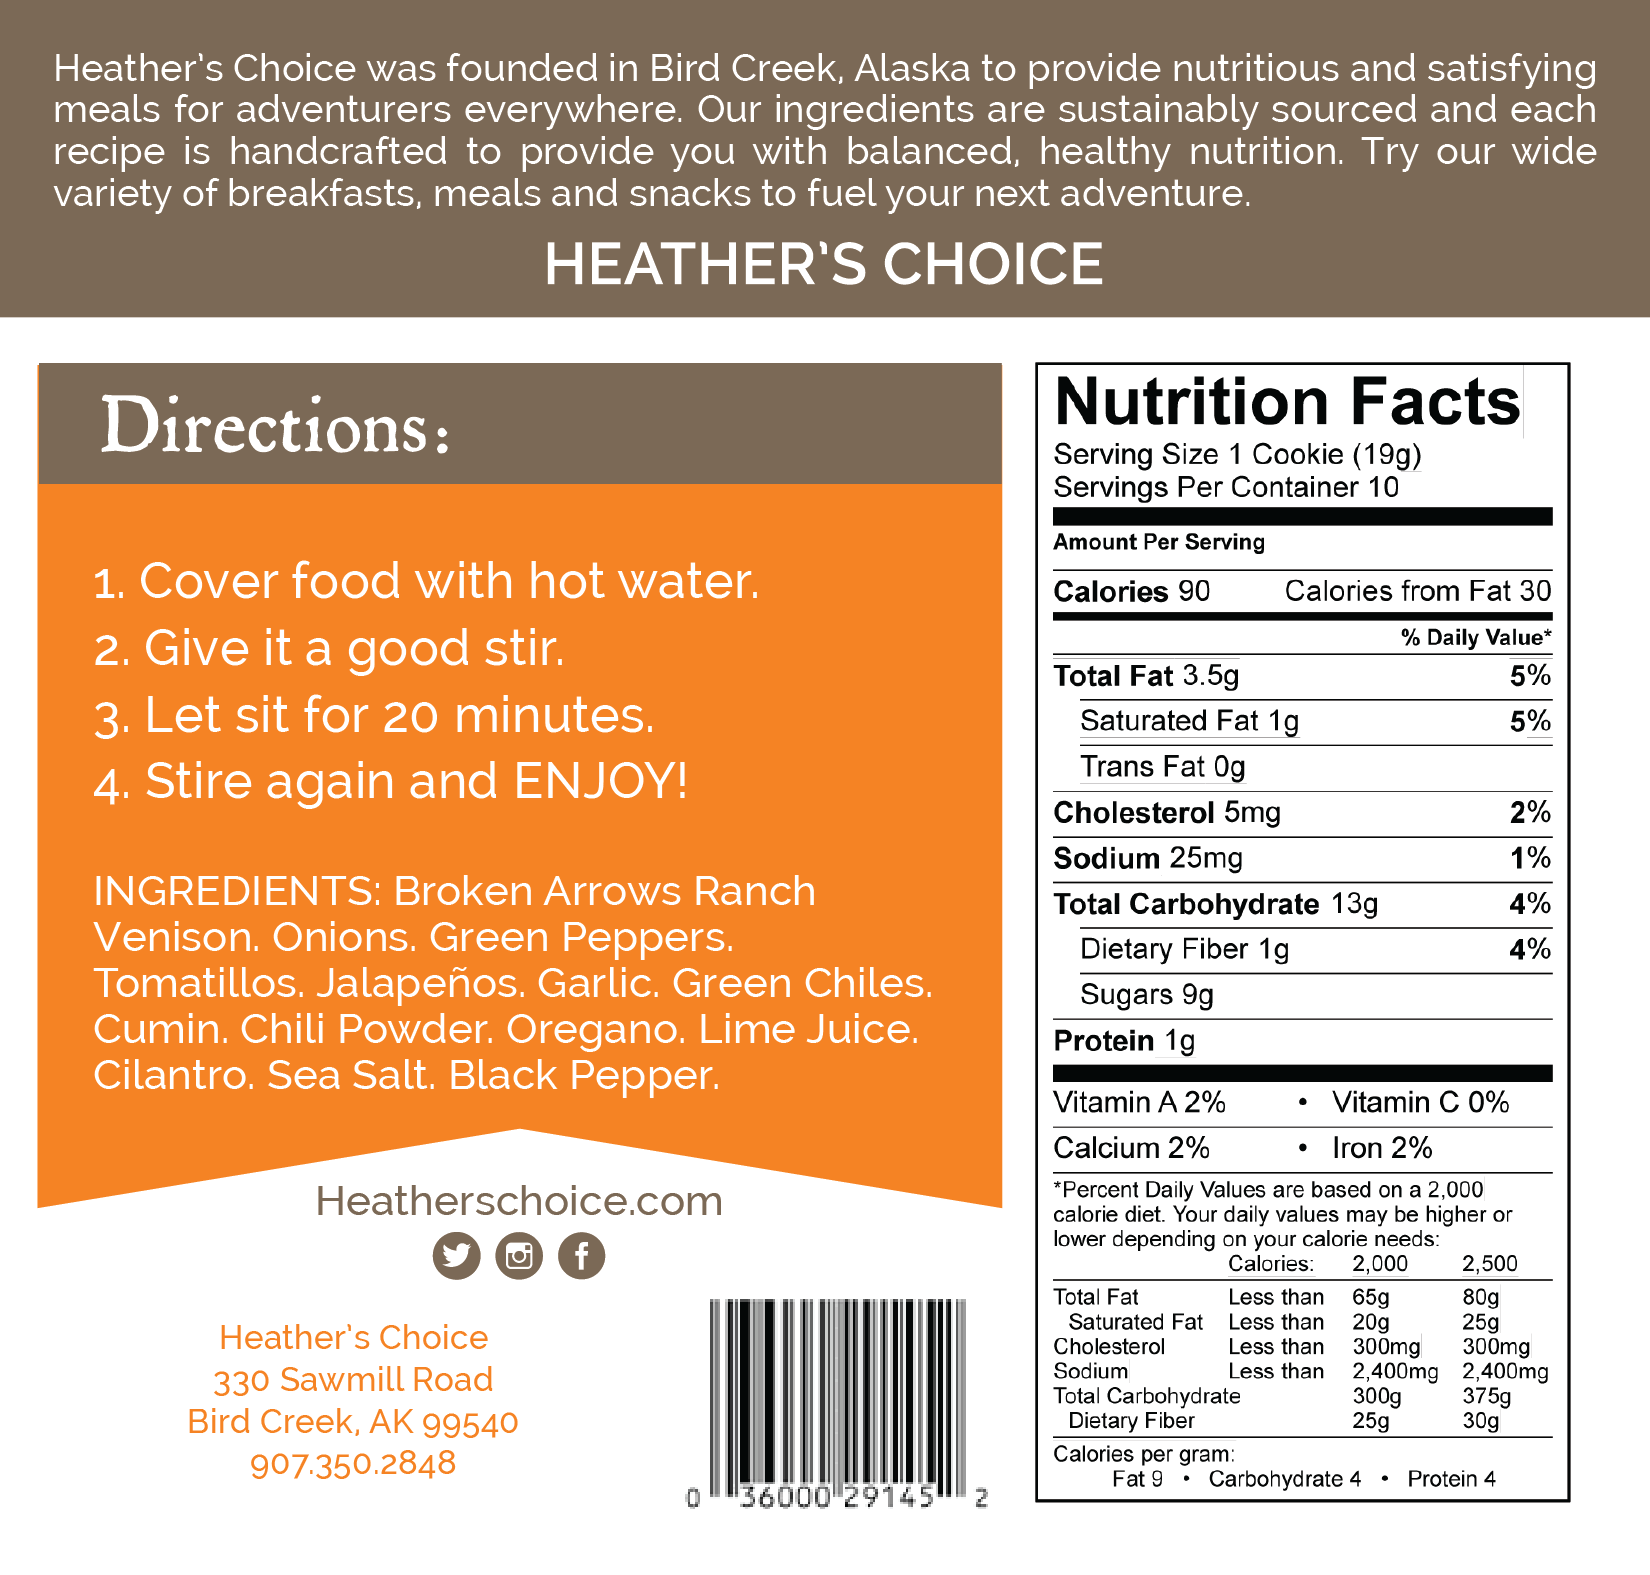 Heather's Choice was founded in Bird Creek, Alaska to provide nutritious and satisfying
meals for adventurers everywhere. Our ingredients are sustainably sourced and each
recipe is handcrafted to provide you with balanced, healthy nutrition. Try our wide
variety of breakfasts, meals and snacks to fuel your next adventure.
HEATHER'S CHOICE
Directions:
1. Cover food with hot water.
2. Give it a good stir.
3. Let sit for 20 minutes.
4. Stire again and ENJOY!
INGREDIENTS: Broken Arrows Ranch
Venison. Onions. Green Peppers.
Tomatillos. Jalapeños. Garlic. Green Chiles.
Cumin. Chili Powder. Oregano. Lime Juice.
Cilantro. Sea Salt. Black Pepper.
Heatherschoice.com
Heather's Choice
330 Sawmill Road
Bird Creek, AK 99540
907.350.2848
0 36000 29145 2
Nutrition Facts
Serving Size 1 Cookie (19g)
Servings Per Container 10
Amount Per Serving
Calories 90 Calories from Fat 30
% Daily Value*
Total Fat 3.5g 5%
Saturated Fat 1g 5%
Trans Fat 0g
Cholesterol 5mg 2%
Sodium 25mg 1%
Total Carbohydrate 13g 4%
Dietary Fiber 1g 4%
Sugars 9g
Protein 1g
Vitamin A 2% • Vitamin C 0%
Calcium 2% • Iron 2%
*Percent Daily Values are based on a 2,000
calorie diet. Your daily values may be higher or
lower depending on your calorie needs:
Calories: 2,000 2,500
Total Fat Less than 65g 80g
Saturated Fat Less than 20g 25g
Cholesterol Less than 300mg 300mg
Sodium Less than 2,400mg 2,400mg
Total Carbohydrate 300g 375g
Dietary Fiber 25g 30g
Calories per gram:
Fat 9 • Carbohydrate 4 • Protein 4